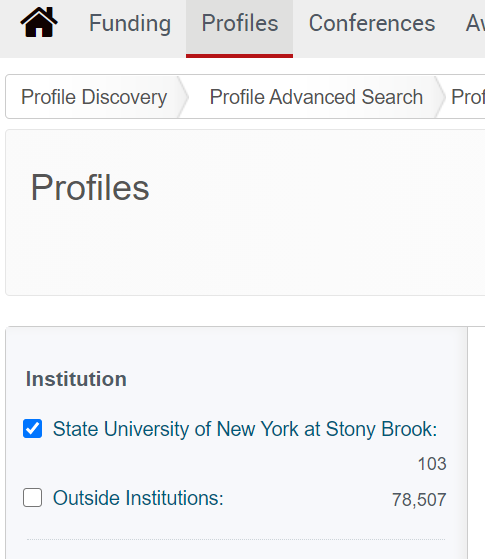 Funding Profiles Conferences
Profile Discovery Profile Advanced Search
Profiles
Institution
State University of New York at Stony Brook:
103
Outside Institutions:
78,507